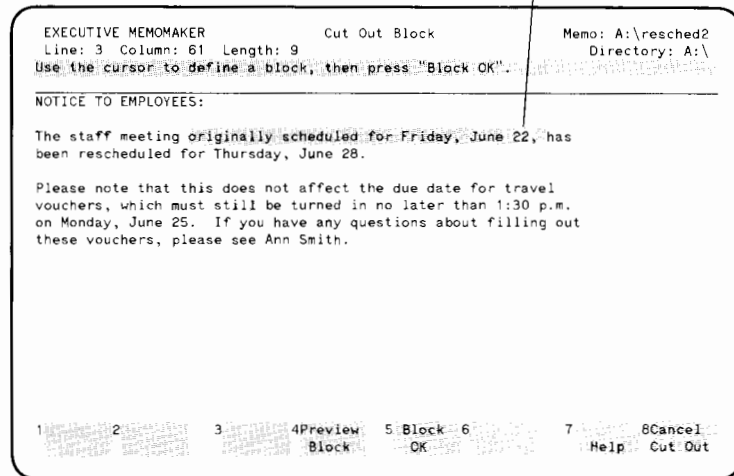 EXECUTIVE MEMOMAKER Cut Out Block Memo: A:\resched2
Line: 3 Column: 61 Length: 9 Directory: A:\
Use the cursor to define a block, then press "Block OK".
NOTICE TO EMPLOYEES:
The staff meeting originally scheduled for Friday, June 22, has
been rescheduled for Thursday, June 28.
Please note that this does not affect the due date for travel
vouchers, which must still be turned in no later than 1:30 p.m.
on Monday, June 25. If you have any questions about filling out
these vouchers, please see Ann Smith.
1 2 3 4Preview 5 Block 6 7 8Cancel
Block OK Help Cut Out